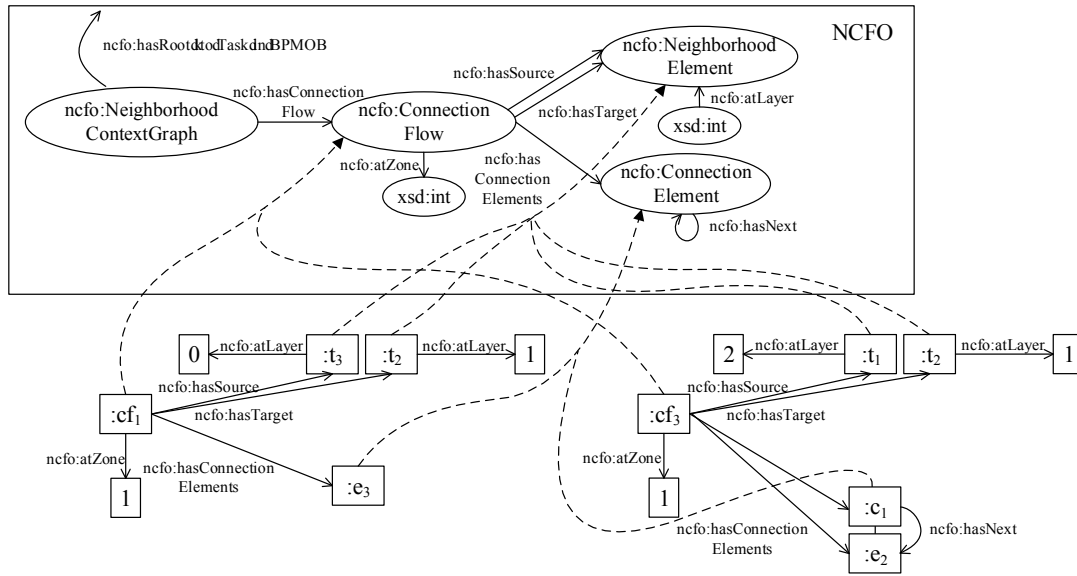 NCFO
ncfo:hasRootedtodTaskdndBPMOB
ncfo:Neighborhood
ContextGraph
ncfo:hasConnection
Flow
ncfo:Connection
Flow
ncfo:hasSource
ncfo:hasTarget
ncfo:Neighborhood
Element
ncfo:atLayer
xsd:int
ncfo:atZone
xsd:int
ncfo:has
Connection
Elements
ncfo:Connection
Element
ncfo:hasNext
0
ncfo:atLayer
:t3
:t2
ncfo:atLayer
1
ncfo:hasSource
ncfo:hasTarget
:cf1
ncfo:atZone
1
ncfo:hasConnection
Elements
:e3
2
ncfo:atLayer
:t1
:t2
ncfo:atLayer
1
ncfo:hasSource
ncfo:hasTarget
:cf3
ncfo:atZone
1
ncfo:hasConnection
Elements
:c1
:e2
ncfo:hasNext